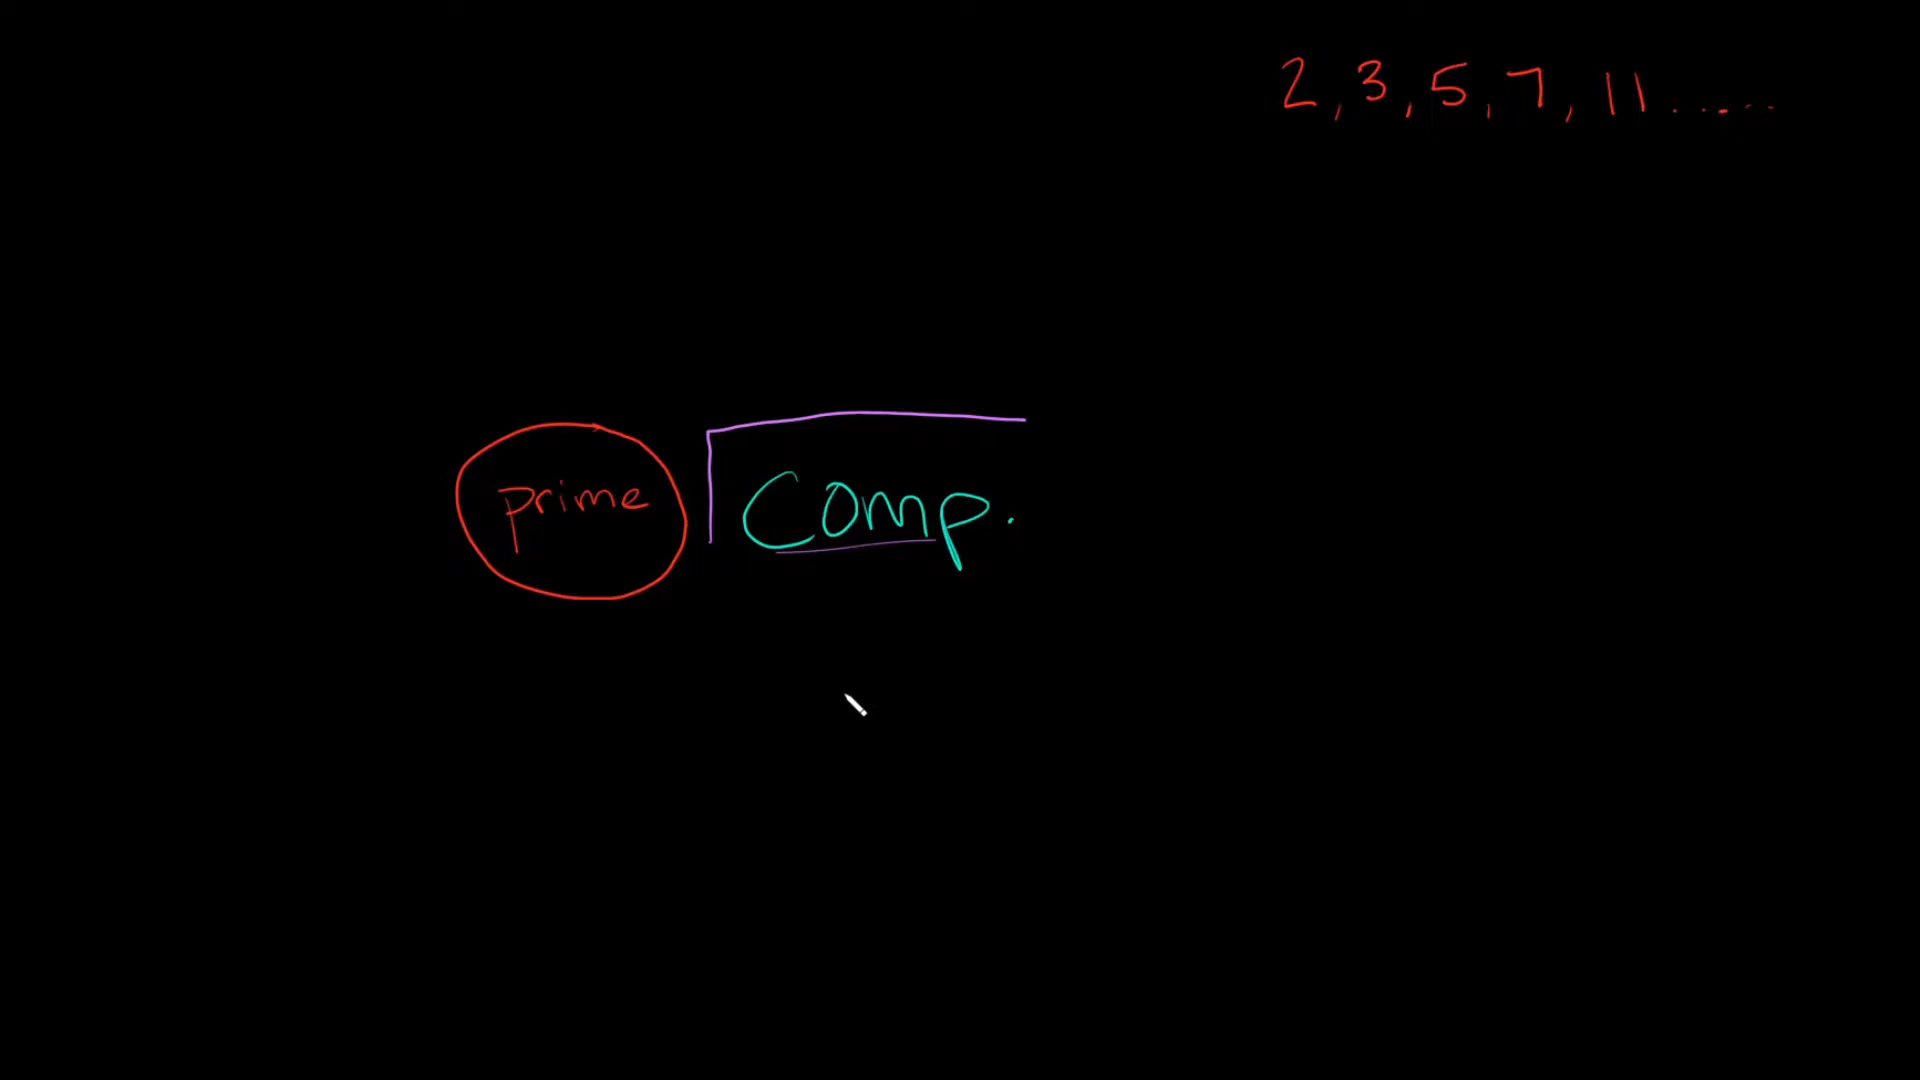 2, 3, 5, 7, 11.....
prime Comp.